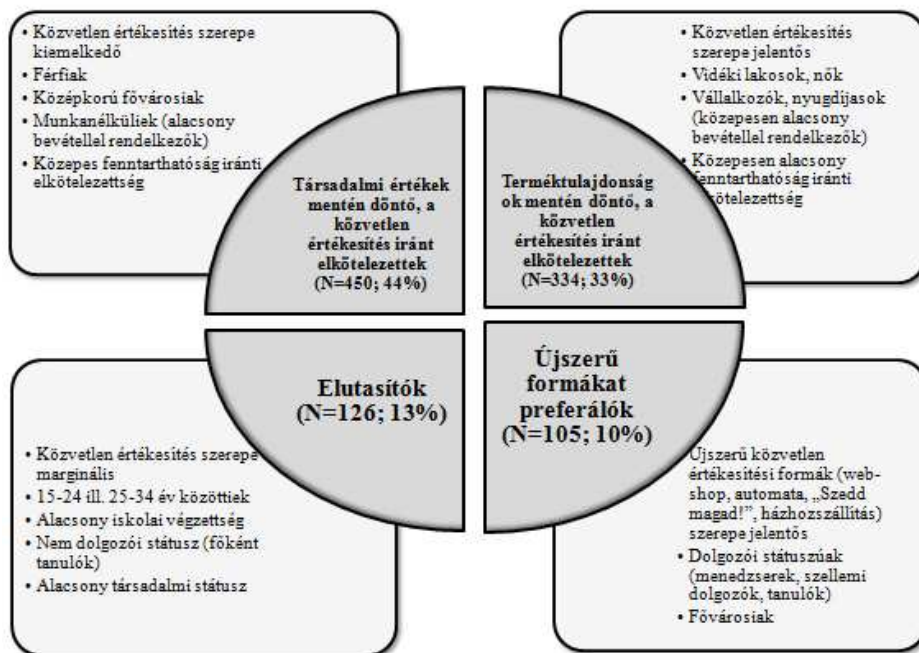 • Közvetlen értékesítés szerepe
kiemelkedő
• Férfiak
• Középkorú fővárosiak
• Munkanélküliek (alacsony
bevétellel rendelkezők)
• Közepes fenntarthatóság iránti
elkötelezettség
• Közvetlen értékesítés
szerepe jelentős
• Vidéki lakosok, nők
• Vállalkozók, nyugdíjasok
(közepesen alacsony
bevétellel rendelkezők)
• Közepesen alacsony
fenntarthatóság iránti
elkötelezettség
Társadalmi értékek
mentén döntő, a
közvetlen
értékesítés iránt
elkötelezettek
(N=450; 44%)
Terméktulajdonság
ok mentén döntő, a
közvetlen
értékesítés iránt
elkötelezettek
(N=334; 33%)
Elutasítók
(N=126; 13%)
Újszerű
formákat
preferálók
(N=105; 10%)
• Közvetlen értékesítés szerepe
marginális
• 15-24 ill. 25-34 év közöttiek
• Alacsony iskolai végzettség
• Nem dolgozói státusz (főként
tanulók)
• Alacsony társadalmi státusz
• Újszerű közvetlen
értékesítési formák (web-
shop, automata, „Szedd
magad!”, házhozszállítás)
szerepe jelentős
• Dolgozói státuszúak
(menedzserek, szellemi
dolgozók, tanulók)
• Fővárosiak